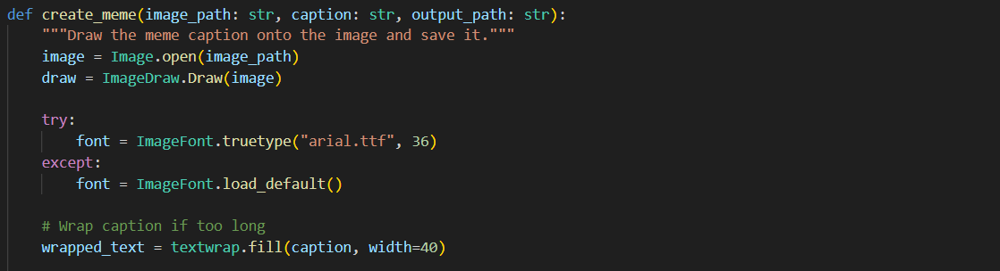 def create_meme(image_path: str, caption: str, output_path: str):
    """Draw the meme caption onto the image and save it."""
    image = Image.open(image_path)
    draw = ImageDraw.Draw(image)

    try:
        font = ImageFont.truetype("arial.ttf", 36)
    except:
        font = ImageFont.load_default()

    # Wrap caption if too long
    wrapped_text = textwrap.fill(caption, width=40)